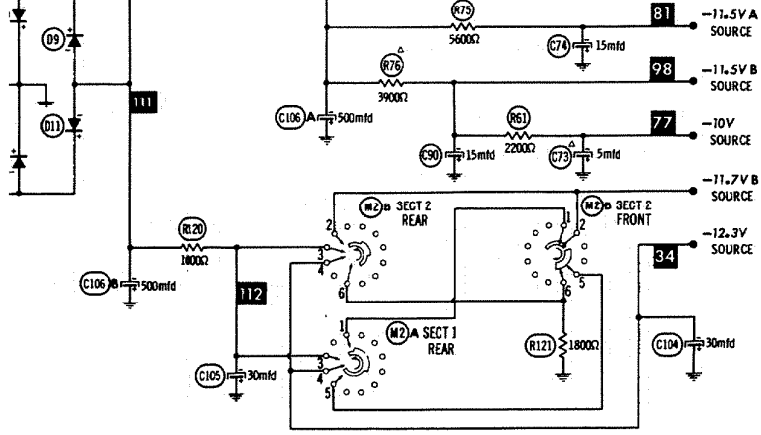 R75
81
-11.5V A
SOURCE
5600Ω
C74
15mfd
D9
R76
98
-11.5V B
SOURCE
3900Ω
111
C106 A
500mfd
R61
77
-10V
SOURCE
D11
2200Ω
C90
15mfd
C73
5mfd
-11.7V B
SOURCE
M2 B SECT 2
REAR
M2 B SECT 2
FRONT
R120
2
1
2
-12.3V
SOURCE
3
4
34
C106 B
500mfd
112
6
6
5
1
M2 A SECT 1
REAR
R121
1800Ω
C104
30mfd
3
4
C105
30mfd
5